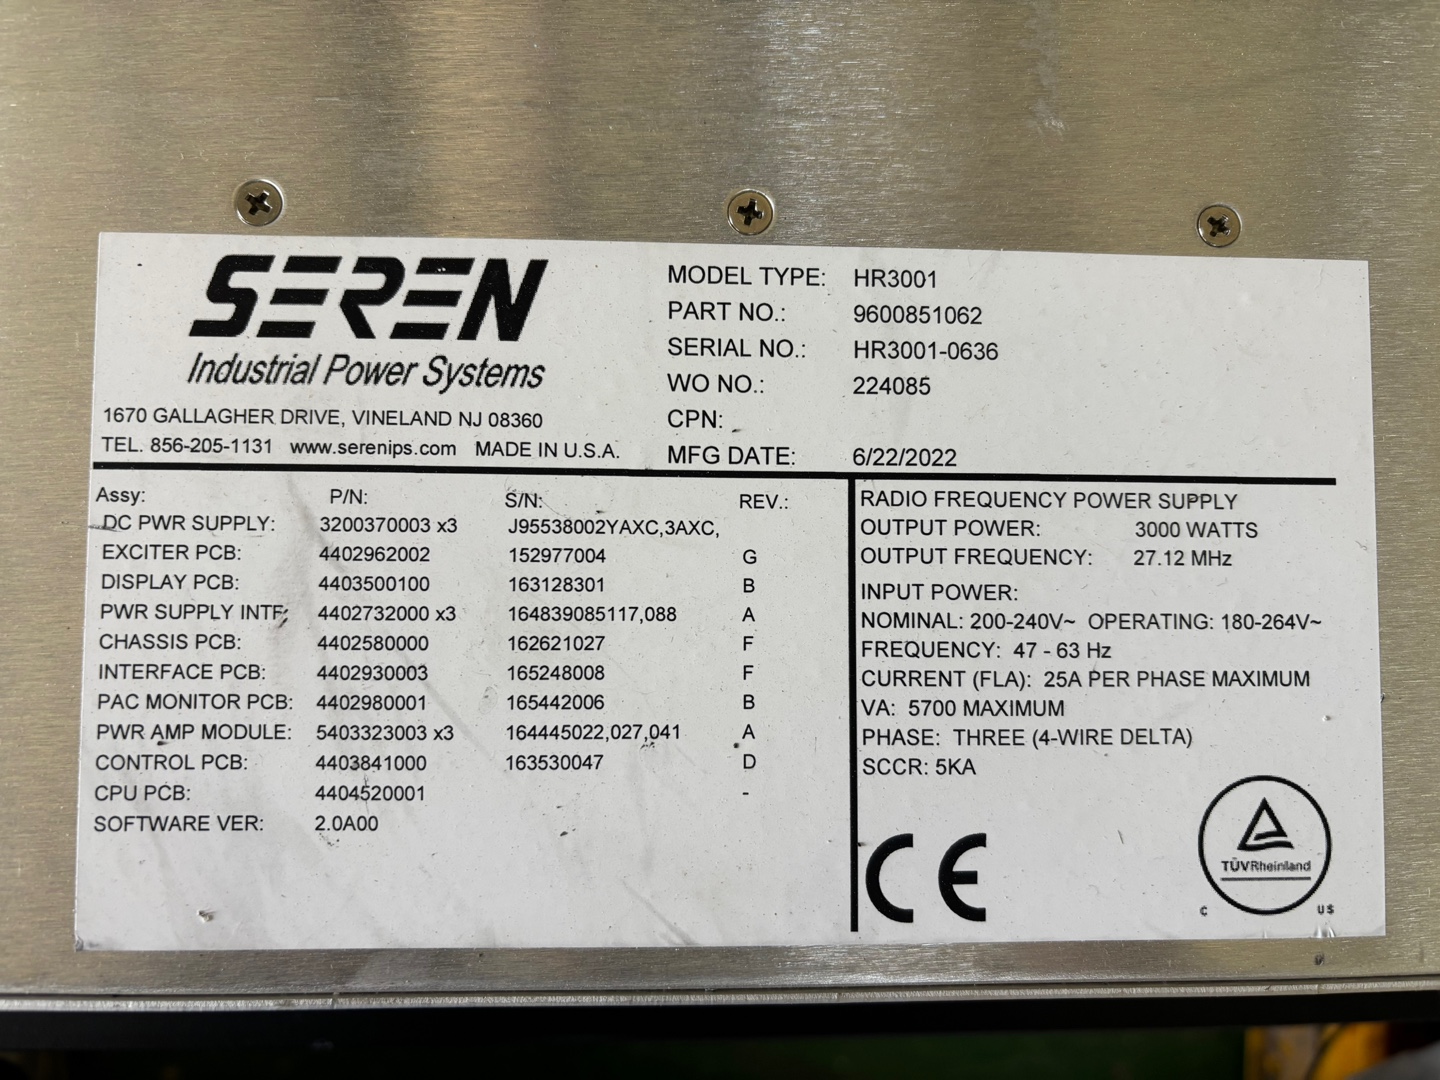 SEREN
Industrial Power Systems
1670 GALLAGHER DRIVE, VINELAND NJ 08360
TEL. 856-205-1131 www.serenips.com MADE IN U.S.A.
MODEL TYPE: HR3001
PART NO.: 9600851062
SERIAL NO.: HR3001-0636
WO NO.: 224085
CPN:
MFG DATE: 6/22/2022
Assy: P/N: S/N: REV.:
DC PWR SUPPLY: 3200370003 x3 J95538002YAXC,3AXC,
EXCITER PCB: 4402962002 152977004 G
DISPLAY PCB: 4403500100 163128301 B
PWR SUPPLY INTF: 4402732000 x3 164839085117,088 A
CHASSIS PCB: 4402580000 162621027 F
INTERFACE PCB: 4402930003 165248008 F
PAC MONITOR PCB: 4402980001 165442006 B
PWR AMP MODULE: 5403323003 x3 164445022,027,041 A
CONTROL PCB: 4403841000 163530047 D
CPU PCB: 4404520001 -
SOFTWARE VER: 2.0A00
RADIO FREQUENCY POWER SUPPLY
OUTPUT POWER: 3000 WATTS
OUTPUT FREQUENCY: 27.12 MHz
INPUT POWER:
NOMINAL: 200-240V~ OPERATING: 180-264V~
FREQUENCY: 47 - 63 Hz
CURRENT (FLA): 25A PER PHASE MAXIMUM
VA: 5700 MAXIMUM
PHASE: THREE (4-WIRE DELTA)
SCCR: 5KA
CE
TÜVRheinland
C US